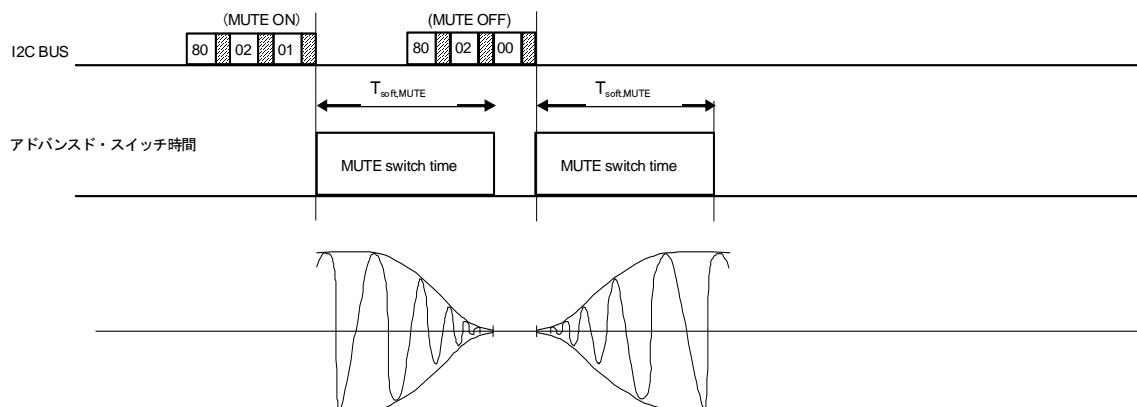 (MUTE ON)
(MUTE OFF)
I2C BUS
80 02 01
80 02 00
Tsoft,MUTE
Tsoft,MUTE
アドバンスド・スイッチ時間
MUTE switch time
MUTE switch time